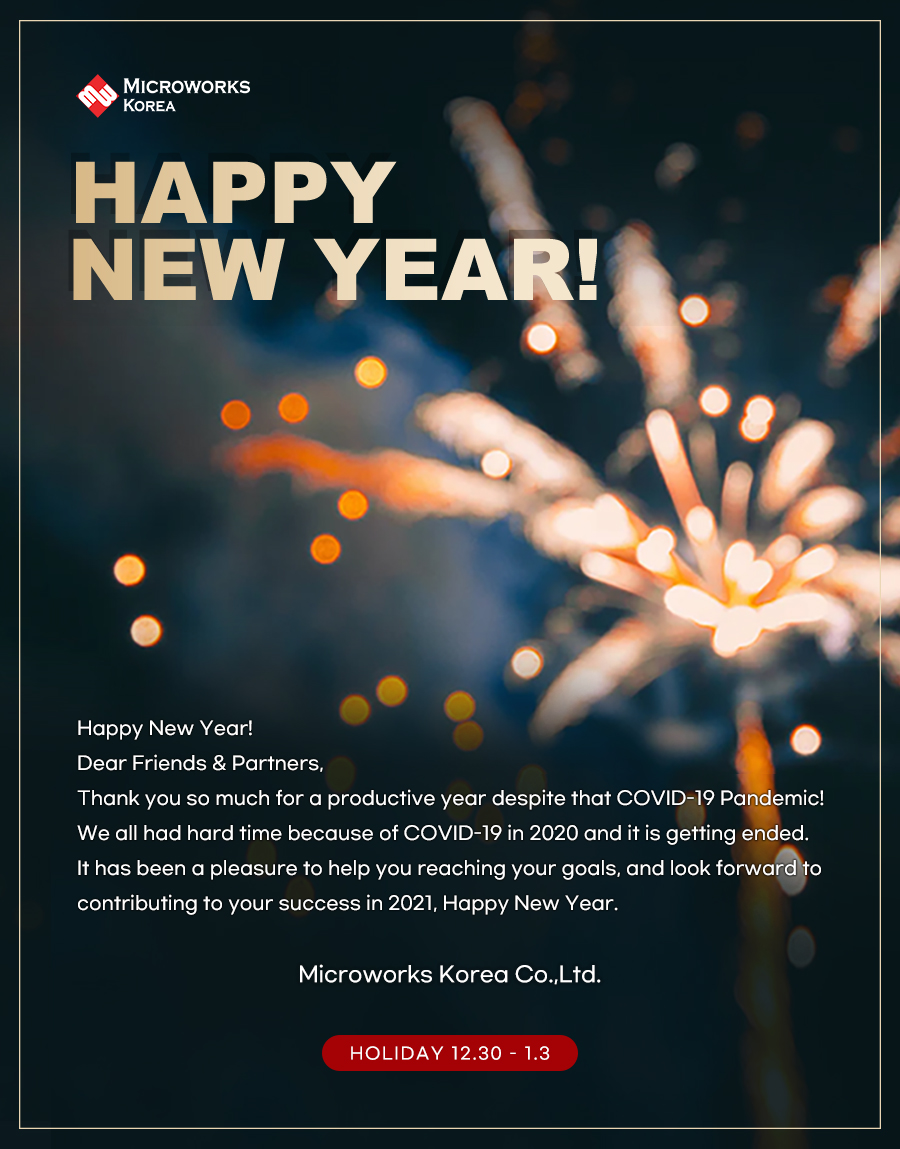 MICROWORKS
KOREA
HAPPY
NEW YEAR!
Happy New Year!
Dear Friends & Partners,
Thank you so much for a productive year despite that COVID-19 Pandemic!
We all had hard time because of COVID-19 in 2020 and it is getting ended.
It has been a pleasure to help you reaching your goals, and look forward to
contributing to your success in 2021, Happy New Year.
Microworks Korea Co.,Ltd.
HOLIDAY 12.30 - 1.3